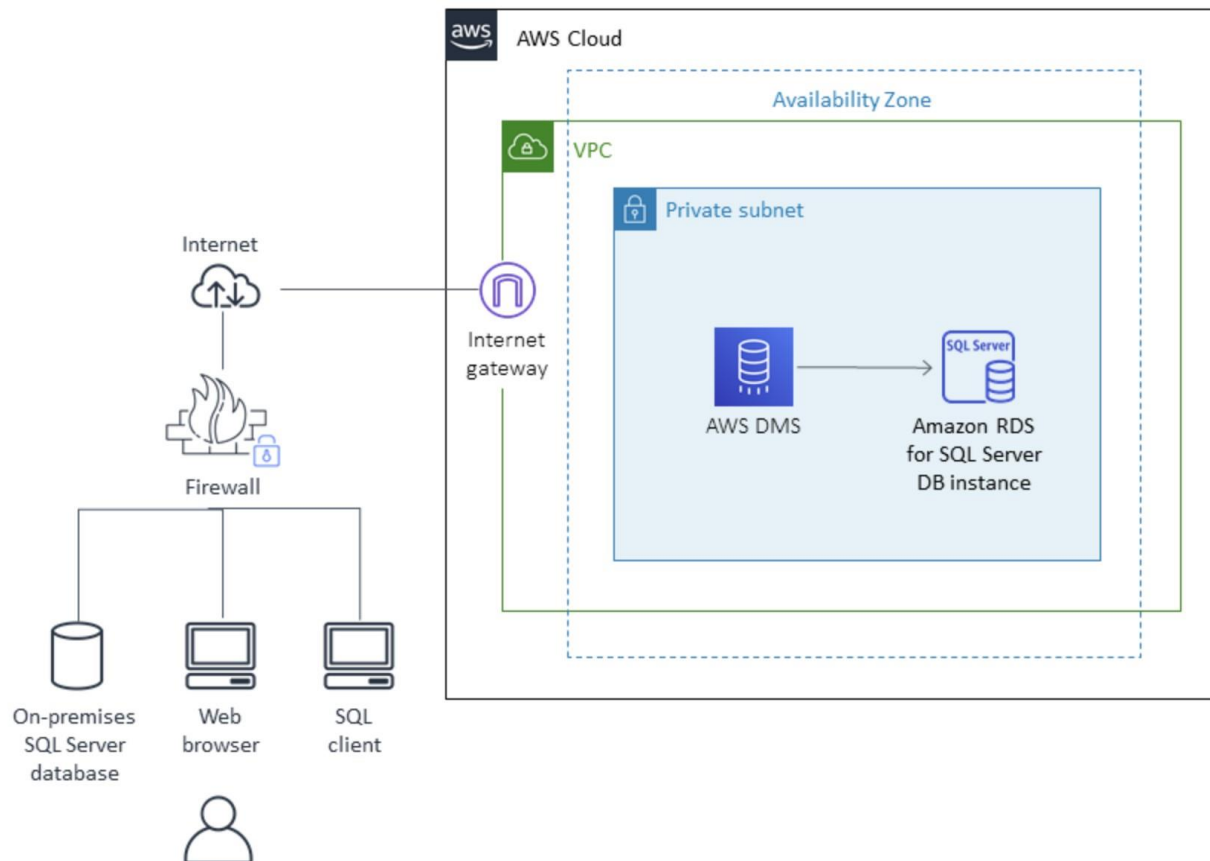 aws
AWS Cloud
Availability Zone
VPC
Private subnet
Internet
Internet
gateway
SQL Server
AWS DMS
Amazon RDS
for SQL Server
DB instance
Firewall
On-premises
SQL Server
database
Web
browser
SQL
client